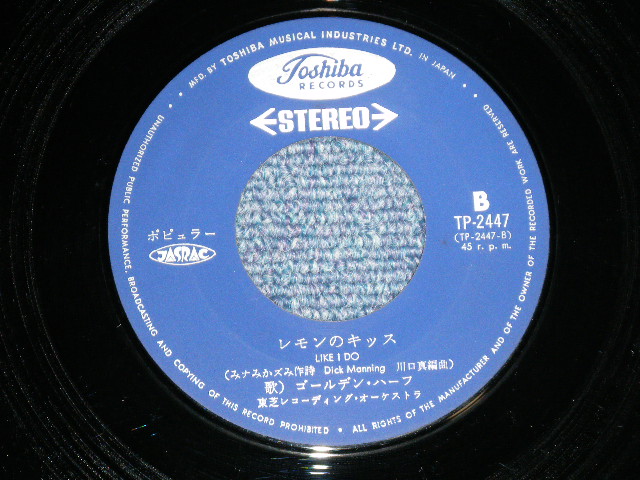 MFD. BY TOSHIBA MUSICAL INDUSTRIES LTD. IN JAPAN
Toshiba
RECORDS
STEREO
B
TP-2447
(TP-2447-B)
45 r. p. m.
ポピュラー
JASRAC
レモンのキッス
LIKE I DO
(みナみカズみ作詩 Dick Manning 川口真編曲)
歌) ゴールデン・ハーフ
東芝レコーディング・オーケストラ
ALL RIGHTS OF THE MANUFACTURER AND OF THE OWNER OF THE RECORDED WORK ARE RESERVED
UNAUTHORIZED PUBLIC PERFORMANCE, BROADCASTING AND COPYING OF THIS RECORD PROHIBITED